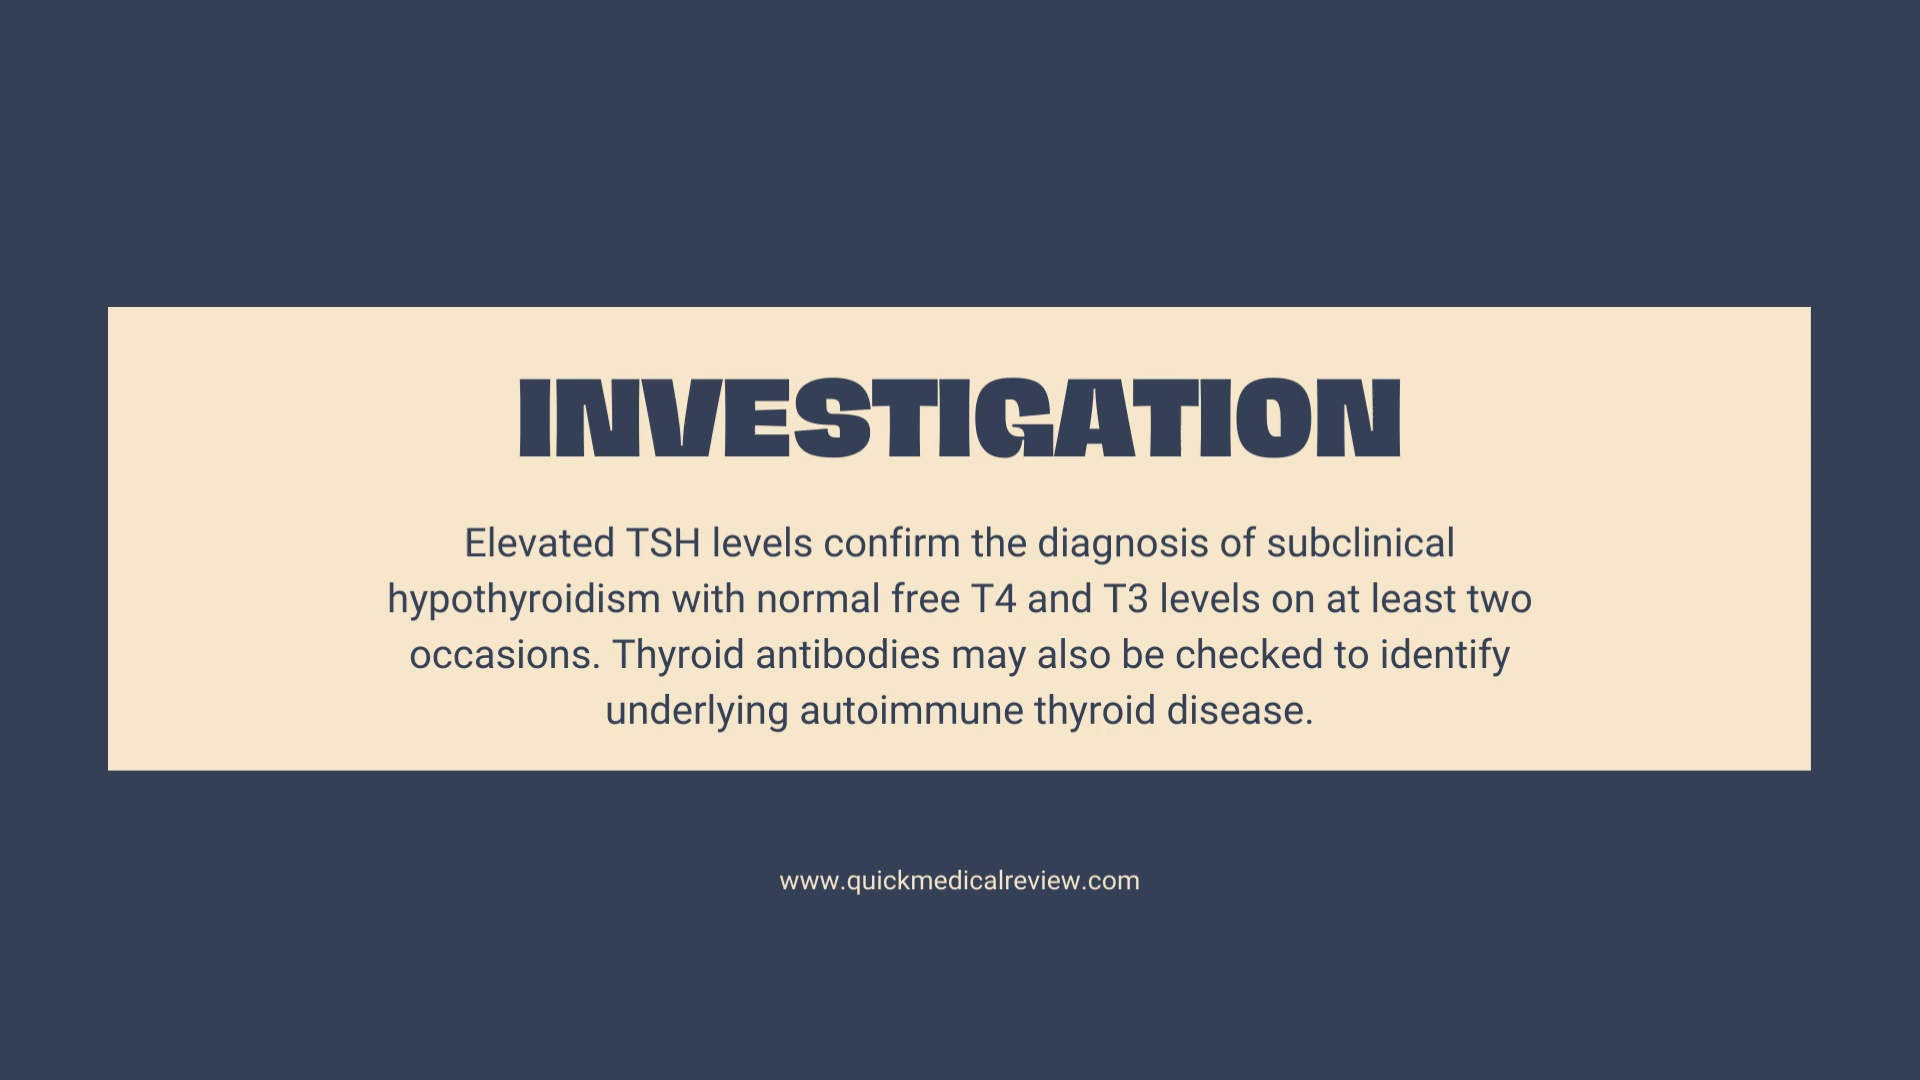 INVESTIGATION
Elevated TSH levels confirm the diagnosis of subclinical
hypothyroidism with normal free T4 and T3 levels on at least two
occasions. Thyroid antibodies may also be checked to identify
underlying autoimmune thyroid disease.
www.quickmedicalreview.com